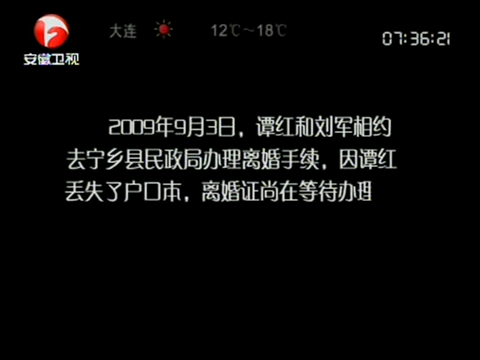 大连 12℃～18℃ 07:36:21
安徽卫视
2009年9月3日，谭红和刘军相约
去宁乡县民政局办理离婚手续，因谭红
丢失了户口本，离婚证尚在等待办理